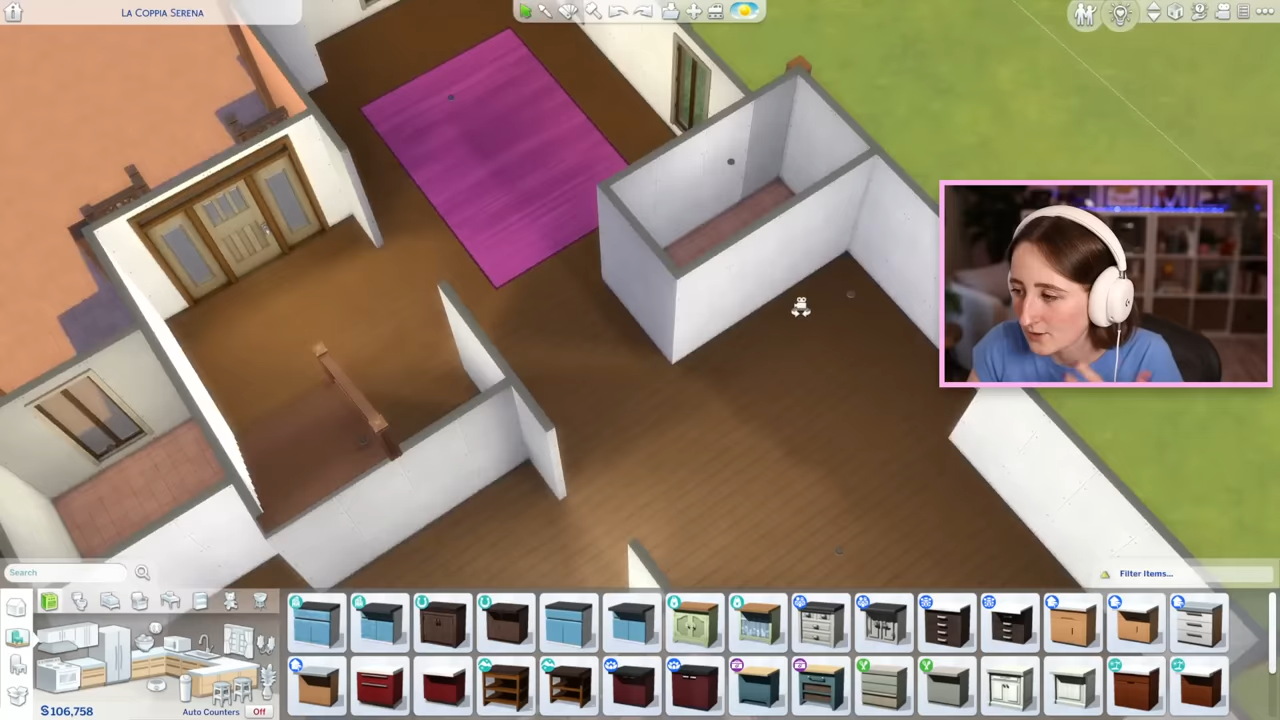 La Coppia Serena
Search
Filter Items...
§106,758
Auto Counters
Off